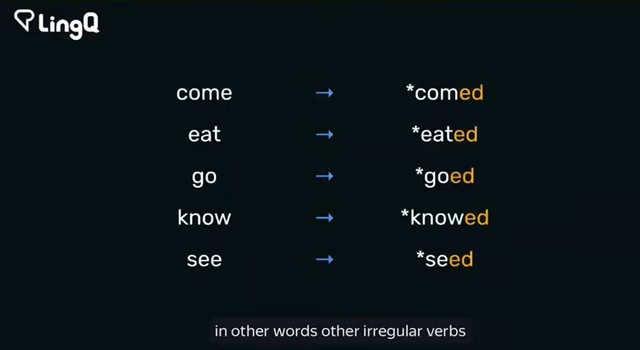 LingQ
come → *comed
eat → *eated
go → *goed
know → *knowed
see → *seed
in other words other irregular verbs